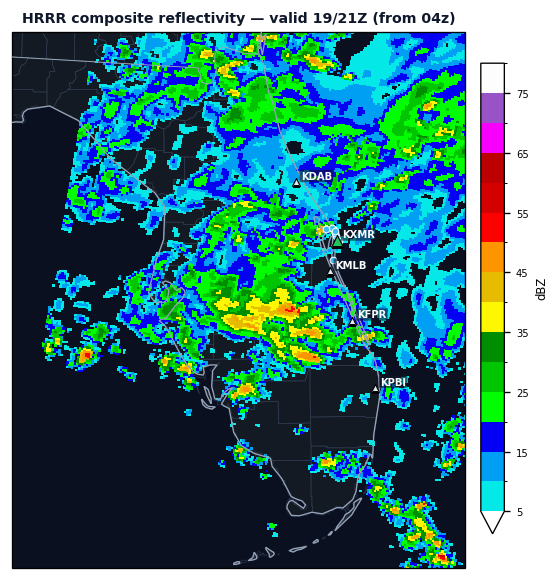 HRRR composite reflectivity — valid 19/21Z (from 04z)
KDAB
KXMR
KMLB
KFPR
KPBI
75
65
55
45
35
25
15
5
dBZ